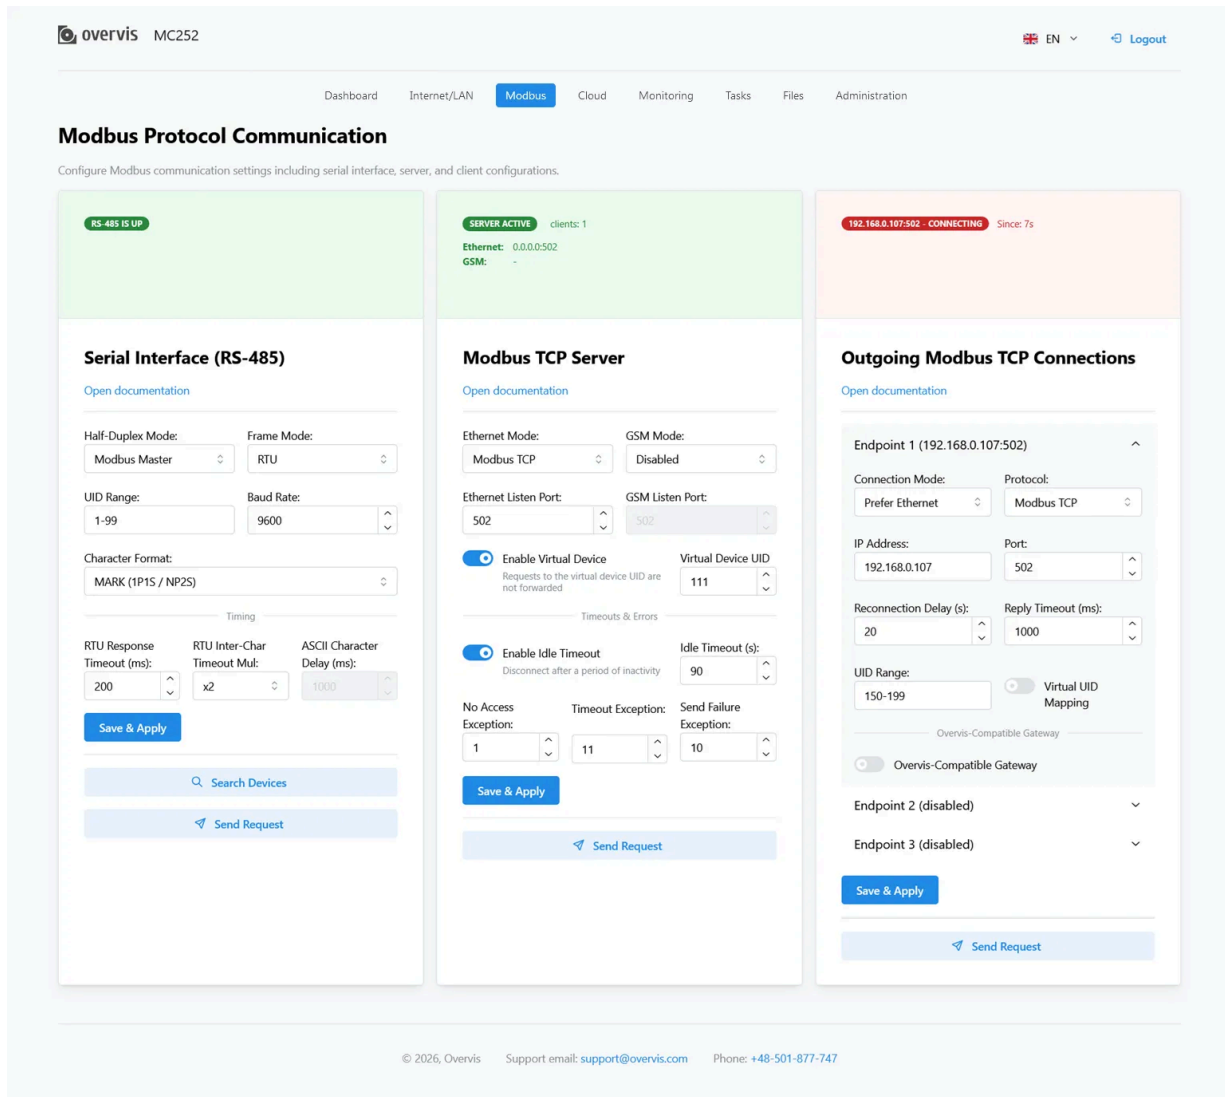 overvis MC252
EN
Logout
Dashboard Internet/LAN Modbus Cloud Monitoring Tasks Files Administration
Modbus Protocol Communication
Configure Modbus communication settings including serial interface, server, and client configurations.
RS-485 IS UP
Serial Interface (RS-485)
Open documentation
Half-Duplex Mode: Frame Mode:
Modbus Master RTU
UID Range: Baud Rate:
1-99 9600
Character Format:
MARK (1P1S / NP2S)
Timing
RTU Response Timeout (ms): RTU Inter-Char Timeout Mul: ASCII Character Delay (ms):
200 x2 1000
Save & Apply
Search Devices
Send Request
SERVER ACTIVE clients: 1
Ethernet: 0.0.0.0:502
GSM: -
Modbus TCP Server
Open documentation
Ethernet Mode: GSM Mode:
Modbus TCP Disabled
Ethernet Listen Port: GSM Listen Port:
502 502
Enable Virtual Device Virtual Device UID
Requests to the virtual device UID are
not forwarded
111
Timeouts & Errors
Enable Idle Timeout Idle Timeout (s):
Disconnect after a period of inactivity 90
No Access Exception: Timeout Exception: Send Failure Exception:
1 11 10
Save & Apply
Send Request
192.168.0.107:502 - CONNECTING Since: 7s
Outgoing Modbus TCP Connections
Open documentation
Endpoint 1 (192.168.0.107:502)
Connection Mode: Protocol:
Prefer Ethernet Modbus TCP
IP Address: Port:
192.168.0.107 502
Reconnection Delay (s): Reply Timeout (ms):
20 1000
UID Range:
150-199 Virtual UID Mapping
Overvis-Compatible Gateway
Overvis-Compatible Gateway
Endpoint 2 (disabled)
Endpoint 3 (disabled)
Save & Apply
Send Request
© 2026, Overvis Support email: support@overvis.com Phone: +48-501-877-747